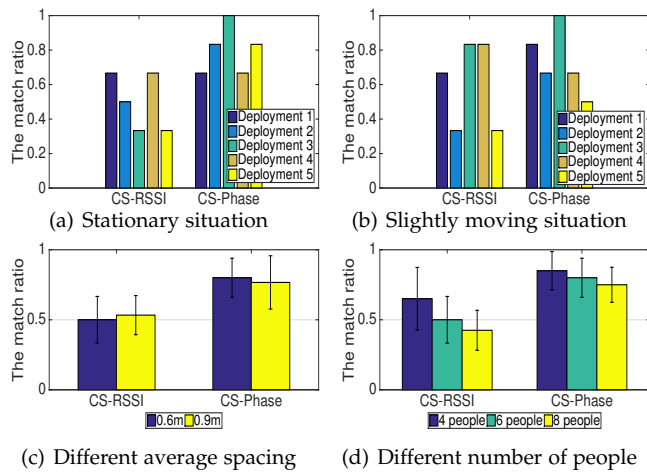 The match ratio
1
0.8
0.6
0.4
0.2
0
Deployment 1
Deployment 2
Deployment 3
Deployment 4
Deployment 5
CS-RSSI CS-Phase
(a) Stationary situation
The match ratio
1
0.8
0.6
0.4
0.2
0
Deployment 1
Deployment 2
Deployment 3
Deployment 4
Deployment 5
CS-RSSI CS-Phase
(b) Slightly moving situation
The match ratio
1
0.5
0
CS-RSSI CS-Phase
0.6m 0.9m
(c) Different average spacing
The match ratio
1
0.5
0
CS-RSSI CS-Phase
4 people 6 people 8 people
(d) Different number of people